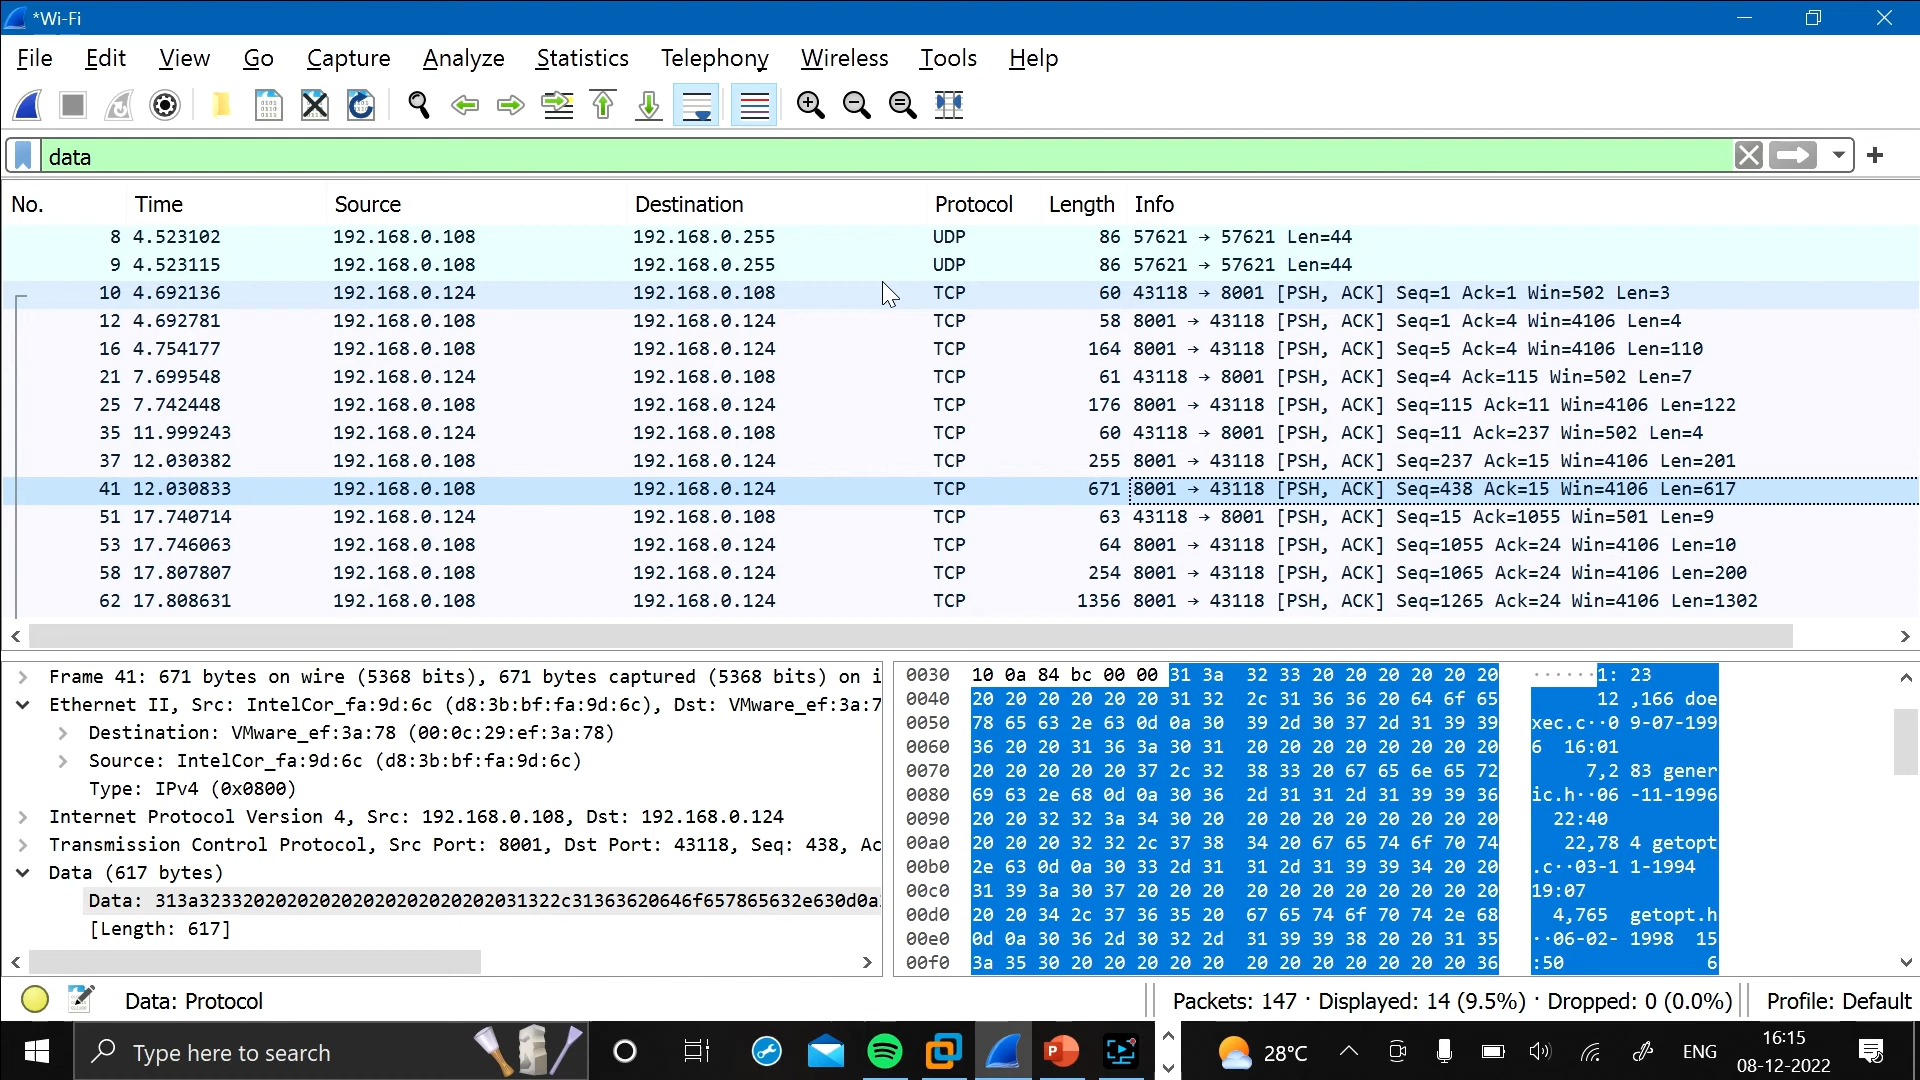 *Wi-Fi
File Edit View Go Capture Analyze Statistics Telephony Wireless Tools Help
data
No. Time Source Destination Protocol Length Info
8 4.523102 192.168.0.108 192.168.0.255 UDP 86 57621 → 57621 Len=44
9 4.523115 192.168.0.108 192.168.0.255 UDP 86 57621 → 57621 Len=44
10 4.692136 192.168.0.124 192.168.0.108 TCP 60 43118 → 8001 [PSH, ACK] Seq=1 Ack=1 Win=502 Len=3
12 4.692781 192.168.0.108 192.168.0.124 TCP 58 8001 → 43118 [PSH, ACK] Seq=1 Ack=4 Win=4106 Len=4
16 4.754177 192.168.0.108 192.168.0.124 TCP 164 8001 → 43118 [PSH, ACK] Seq=5 Ack=4 Win=4106 Len=110
21 7.699548 192.168.0.124 192.168.0.108 TCP 61 43118 → 8001 [PSH, ACK] Seq=4 Ack=115 Win=502 Len=7
25 7.742448 192.168.0.108 192.168.0.124 TCP 176 8001 → 43118 [PSH, ACK] Seq=115 Ack=11 Win=4106 Len=122
35 11.999243 192.168.0.124 192.168.0.108 TCP 60 43118 → 8001 [PSH, ACK] Seq=11 Ack=237 Win=502 Len=4
37 12.030382 192.168.0.108 192.168.0.124 TCP 255 8001 → 43118 [PSH, ACK] Seq=237 Ack=15 Win=4106 Len=201
41 12.030833 192.168.0.108 192.168.0.124 TCP 671 8001 → 43118 [PSH, ACK] Seq=438 Ack=15 Win=4106 Len=617
51 17.740714 192.168.0.124 192.168.0.108 TCP 63 43118 → 8001 [PSH, ACK] Seq=15 Ack=1055 Win=501 Len=9
53 17.746063 192.168.0.108 192.168.0.124 TCP 64 8001 → 43118 [PSH, ACK] Seq=1055 Ack=24 Win=4106 Len=10
58 17.807807 192.168.0.108 192.168.0.124 TCP 254 8001 → 43118 [PSH, ACK] Seq=1065 Ack=24 Win=4106 Len=200
62 17.808631 192.168.0.108 192.168.0.124 TCP 1356 8001 → 43118 [PSH, ACK] Seq=1265 Ack=24 Win=4106 Len=1302
Frame 41: 671 bytes on wire (5368 bits), 671 bytes captured (5368 bits) on i
Ethernet II, Src: IntelCor_fa:9d:6c (d8:3b:bf:fa:9d:6c), Dst: VMware_ef:3a:7
Destination: VMware_ef:3a:78 (00:0c:29:ef:3a:78)
Source: IntelCor_fa:9d:6c (d8:3b:bf:fa:9d:6c)
Type: IPv4 (0x0800)
Internet Protocol Version 4, Src: 192.168.0.108, Dst: 192.168.0.124
Transmission Control Protocol, Src Port: 8001, Dst Port: 43118, Seq: 438, Ac
Data (617 bytes)
Data: 313a32332020202020202020202020202031322c31363620646f657865632e630d0a
[Length: 617]
0030 10 0a 84 bc 00 00 31 3a 32 33 20 20 20 20 20 20 ······1: 23
0040 20 20 20 20 20 20 31 32 2c 31 36 36 20 64 6f 65 12 ,166 doe
0050 78 65 63 2e 63 0d 0a 30 39 2d 30 37 2d 31 39 39 xec.c··0 9-07-199
0060 36 20 20 31 36 3a 30 31 20 20 20 20 20 20 20 20 6 16:01
0070 20 20 20 20 20 37 2c 32 38 33 20 67 65 6e 65 72 7,2 83 gener
0080 69 63 2e 68 0d 0a 30 36 2d 31 31 2d 31 39 39 36 ic.h··06 -11-1996
0090 20 20 32 32 3a 34 30 20 20 20 20 20 20 20 20 20 22:40
00a0 20 20 20 32 32 2c 37 38 34 20 67 65 74 6f 70 74 22,78 4 getopt
00b0 2e 63 0d 0a 30 33 2d 31 31 2d 31 39 39 34 20 20 .c··03-1 1-1994
00c0 31 39 3a 30 37 20 20 20 20 20 20 20 20 20 20 20 19:07
00d0 20 20 34 2c 37 36 35 20 67 65 74 6f 70 74 2e 68 4,765 getopt.h
00e0 0d 0a 30 36 2d 30 32 2d 31 39 39 38 20 20 31 35 ··06-02- 1998 15
00f0 3a 35 30 20 20 20 20 20 20 20 20 20 20 20 20 36 :50 6
Data: Protocol
Packets: 147 · Displayed: 14 (9.5%) · Dropped: 0 (0.0%)
Profile: Default
Type here to search
28°C
ENG
16:15
08-12-2022